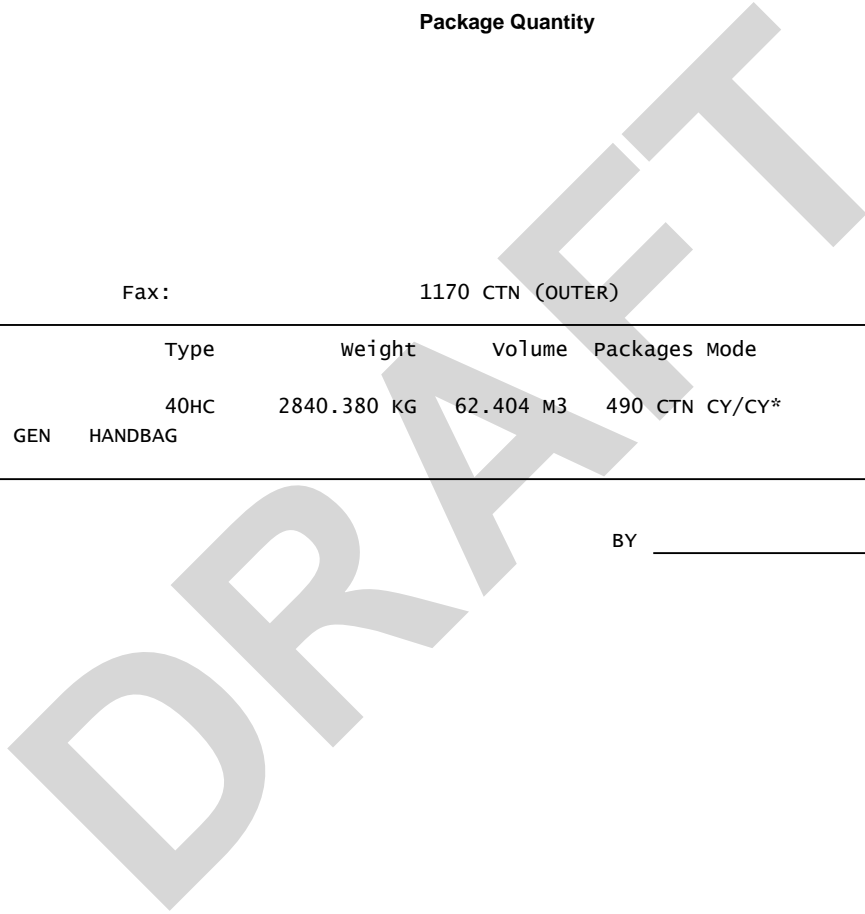 Package Quantity
Fax: 1170 CTN (OUTER)
Type Weight Volume Packages Mode
40HC 2840.380 KG 62.404 M3 490 CTN CY/CY*
GEN HANDBAG
BY
DRAFT